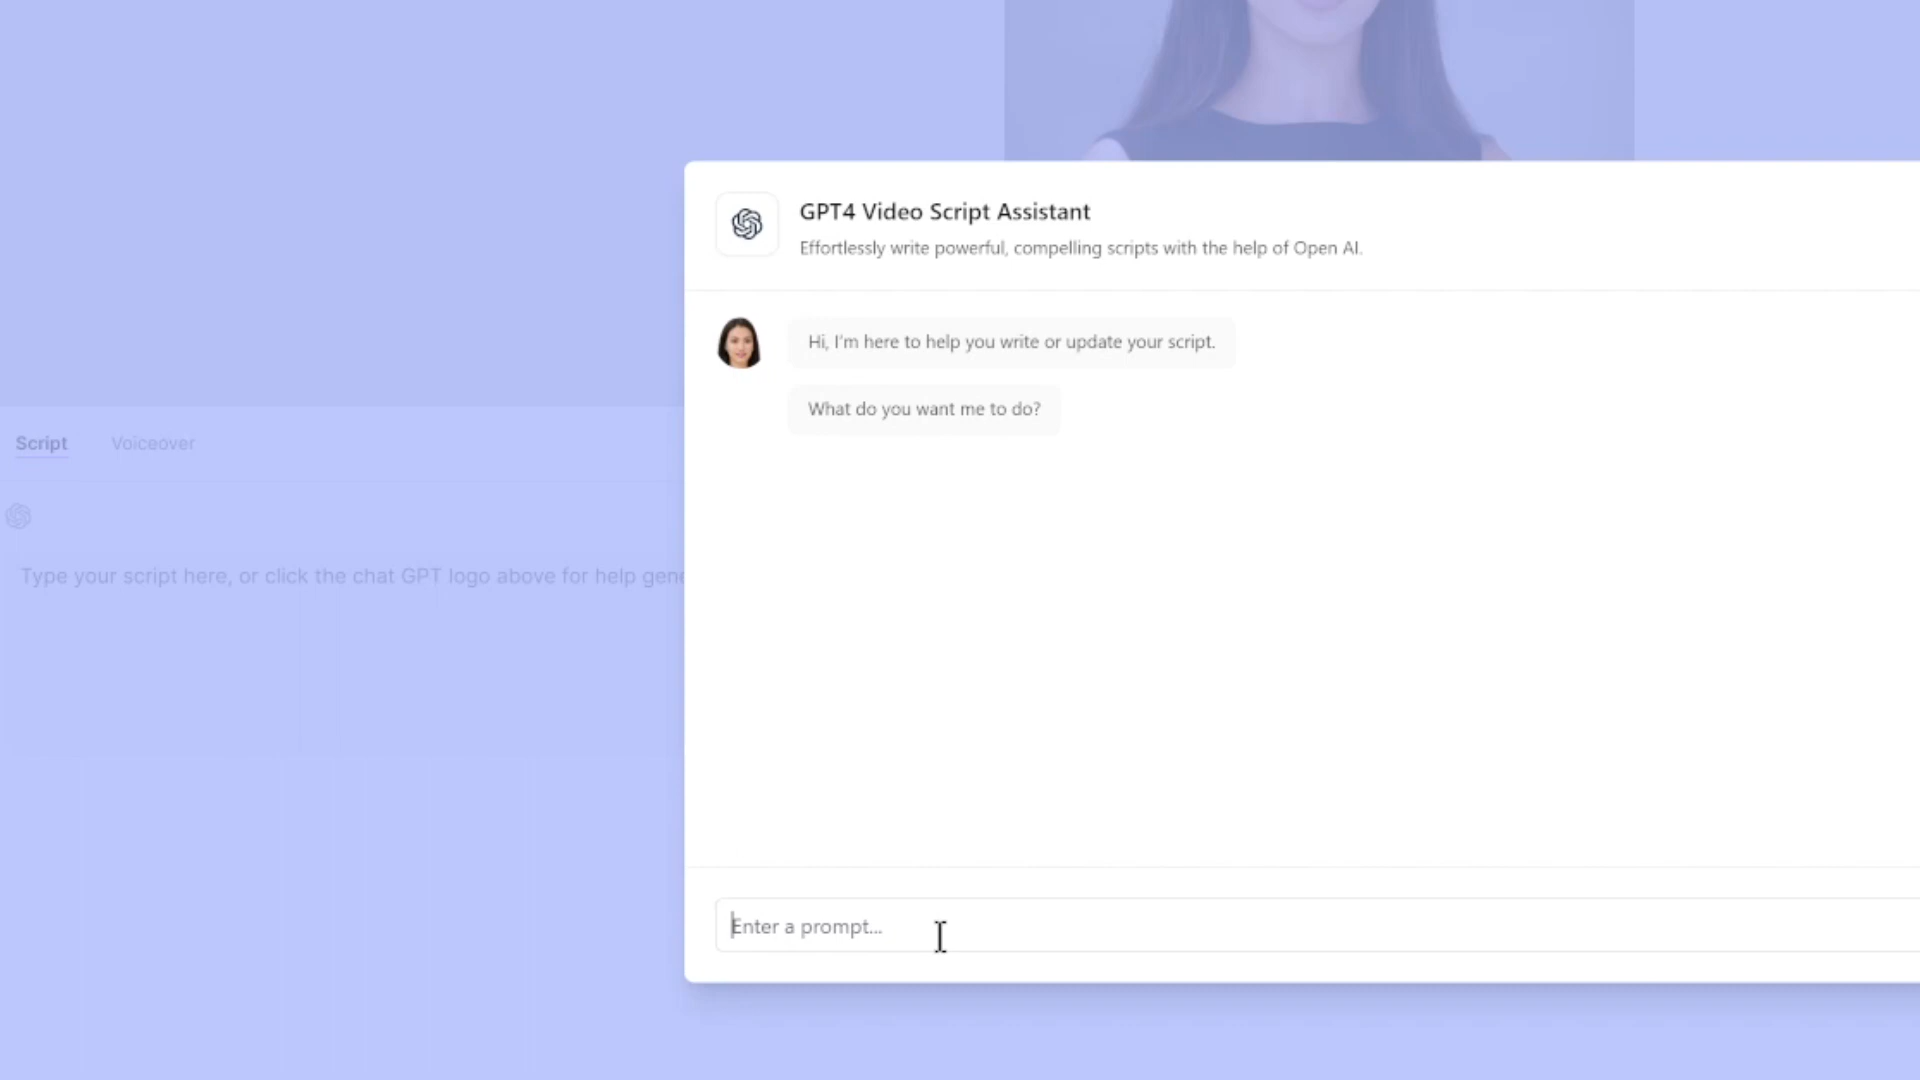 GPT4 Video Script Assistant
Effortlessly write powerful, compelling scripts with the help of Open AI.
Hi, I'm here to help you write or update your script.
What do you want me to do?
Script
Voiceover
Type your script here, or click the chat GPT logo above for help gene
Enter a prompt...